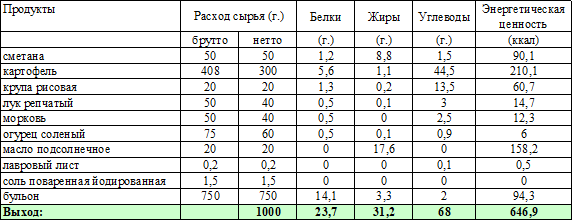 Продукты Расход сырья (г.) Белки Жиры Углеводы Энергетическая ценность
брутто нетто (г.) (г.) (г.) (ккал)
сметана 50 50 1,2 8,8 1,5 90,1
картофель 408 300 5,6 1,1 44,5 210,1
крупа рисовая 20 20 1,3 0,2 13,5 60,7
лук репчатый 50 40 0,5 0,1 3 14,7
морковь 50 40 0,5 0 2,5 12,3
огурец соленый 75 60 0,5 0,1 0,9 6
масло подсолнечное 20 20 0 17,6 0 158,2
лавровый лист 0,2 0,2 0 0 0,1 0,5
соль поваренная йодированная 1,5 1,5 0 0 0 0
бульон 750 750 14,1 3,3 2 94,3
Выход: 1000 23,7 31,2 68 646,9